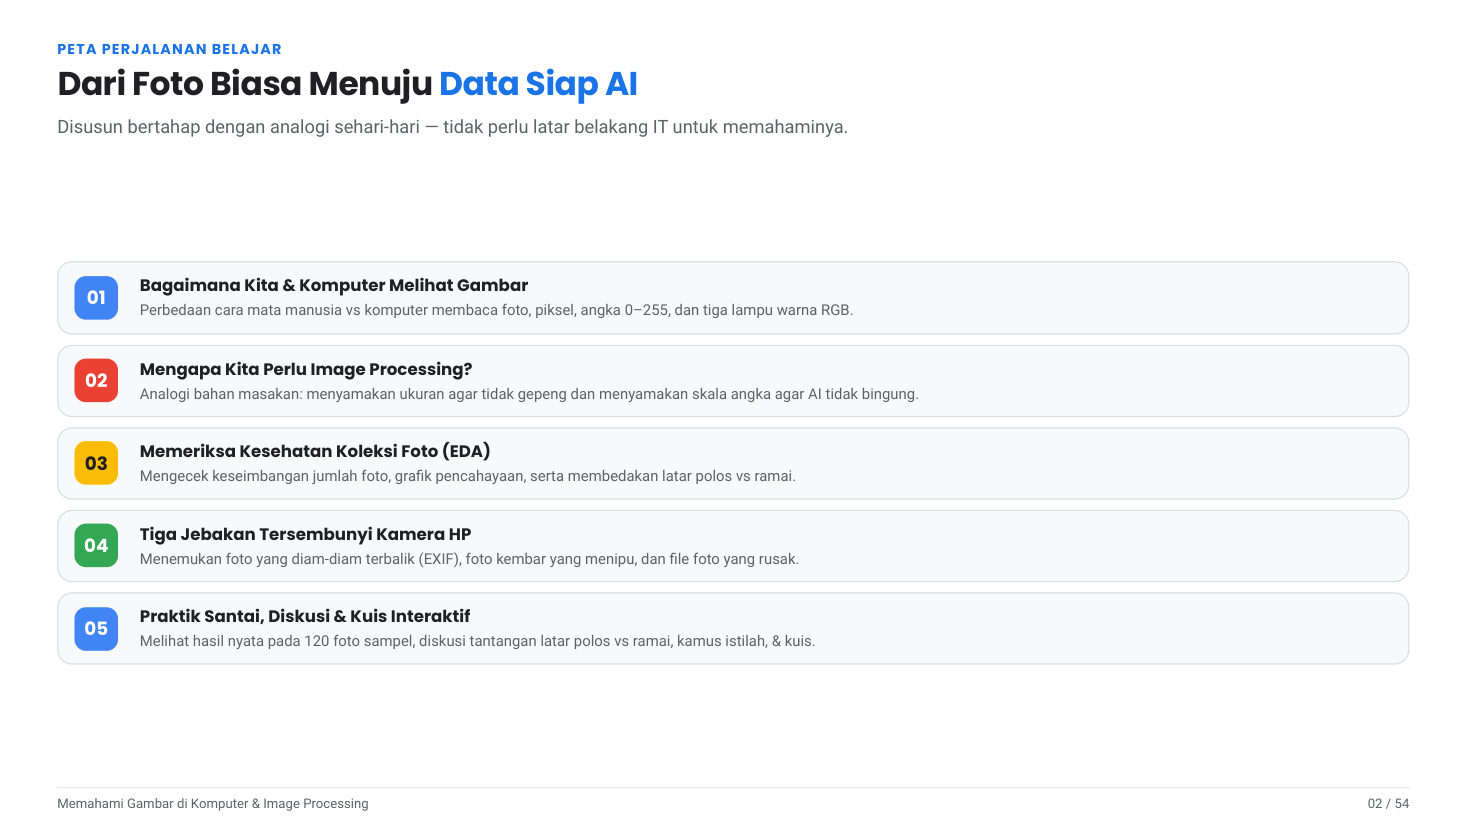 PETA PERJALANAN BELAJAR
Dari Foto Biasa Menuju Data Siap AI
Disusun bertahap dengan analogi sehari-hari — tidak perlu latar belakang IT untuk memahaminya.
01
Bagaimana Kita & Komputer Melihat Gambar
Perbedaan cara mata manusia vs komputer membaca foto, piksel, angka 0–255, dan tiga lampu warna RGB.
02
Mengapa Kita Perlu Image Processing?
Analogi bahan masakan: menyamakan ukuran agar tidak gepeng dan menyamakan skala angka agar AI tidak bingung.
03
Memeriksa Kesehatan Koleksi Foto (EDA)
Mengecek keseimbangan jumlah foto, grafik pencahayaan, serta membedakan latar polos vs ramai.
04
Tiga Jebakan Tersembunyi Kamera HP
Menemukan foto yang diam-diam terbalik (EXIF), foto kembar yang menipu, dan file foto yang rusak.
05
Praktik Santai, Diskusi & Kuis Interaktif
Melihat hasil nyata pada 120 foto sampel, diskusi tantangan latar polos vs ramai, kamus istilah, & kuis.
Memahami Gambar di Komputer & Image Processing
02 / 54